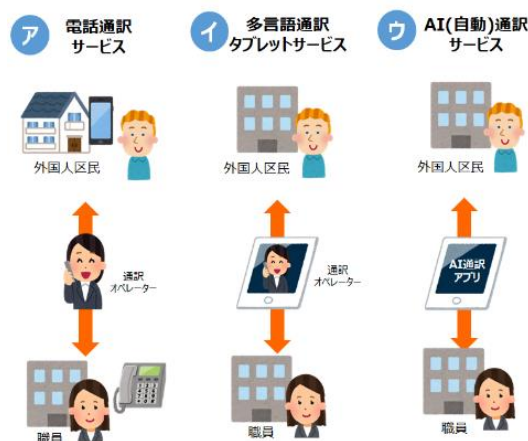 ア 電話通訳
サービス
イ 多言語通訳
タブレットサービス
ウ AI(自動)通訳
サービス
外国人区民
外国人区民
外国人区民
通訳
オペレーター
通訳
オペレーター
AI通訳
アプリ
職員
職員
職員